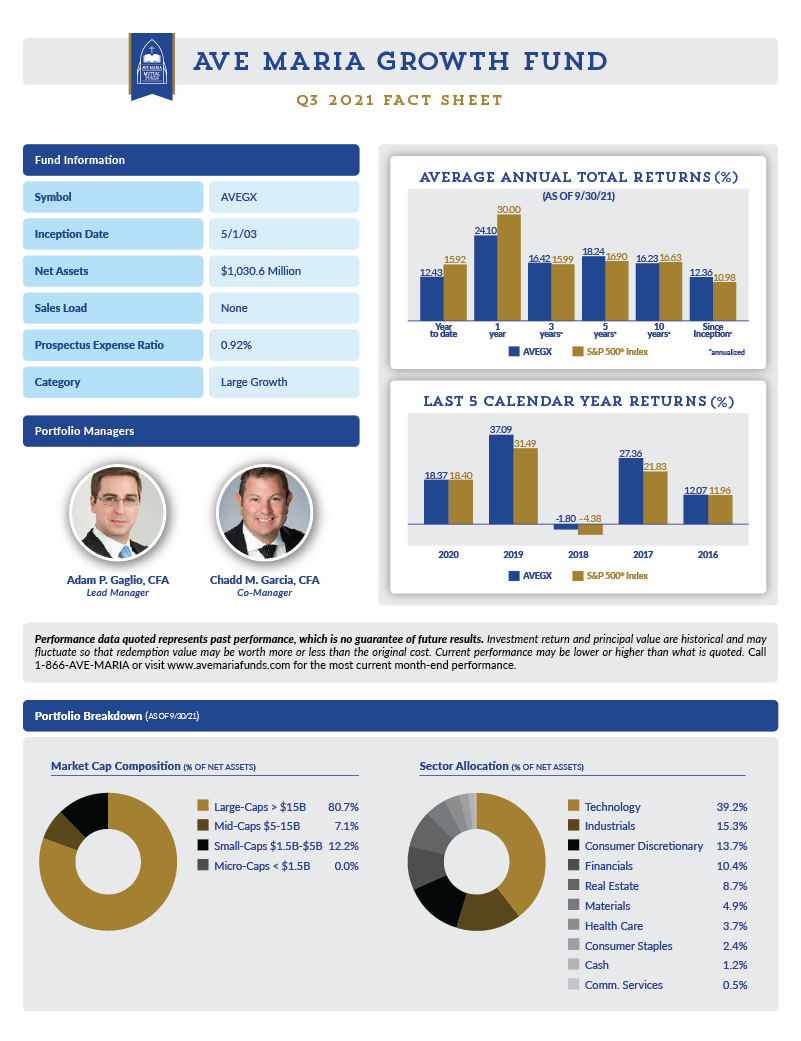 AVE MARIA
MUTUAL
FUNDS
AVE MARIA GROWTH FUND
Q3 2021 FACT SHEET
Fund Information
Symbol AVEGX
Inception Date 5/1/03
Net Assets $1,030.6 Million
Sales Load None
Prospectus Expense Ratio 0.92%
Category Large Growth
Portfolio Managers
Adam P. Gaglio, CFA
Lead Manager
Chadd M. Garcia, CFA
Co-Manager
AVERAGE ANNUAL TOTAL RETURNS (%)
(AS OF 9/30/21)
12.43 15.92 24.10 30.00 16.42 15.99 18.24 16.90 16.23 16.63 12.36 10.98
Year to date
1 year
3 years*
5 years*
10 years*
Since Inception*
AVEGX S&P 500® Index *annualized
LAST 5 CALENDAR YEAR RETURNS (%)
18.37 18.40 37.09 31.49 -1.80 -4.38 27.36 21.83 12.07 11.96
2020 2019 2018 2017 2016
AVEGX S&P 500® Index
Performance data quoted represents past performance, which is no guarantee of future results. Investment return and principal value are historical and may
fluctuate so that redemption value may be worth more or less than the original cost. Current performance may be lower or higher than what is quoted. Call
1-866-AVE-MARIA or visit www.avemariafunds.com for the most current month-end performance.
Portfolio Breakdown (AS OF 9/30/21)
Market Cap Composition (% OF NET ASSETS)
Large-Caps > $15B 80.7%
Mid-Caps $5-15B 7.1%
Small-Caps $1.5B-$5B 12.2%
Micro-Caps < $1.5B 0.0%
Sector Allocation (% OF NET ASSETS)
Technology 39.2%
Industrials 15.3%
Consumer Discretionary 13.7%
Financials 10.4%
Real Estate 8.7%
Materials 4.9%
Health Care 3.7%
Consumer Staples 2.4%
Cash 1.2%
Comm. Services 0.5%